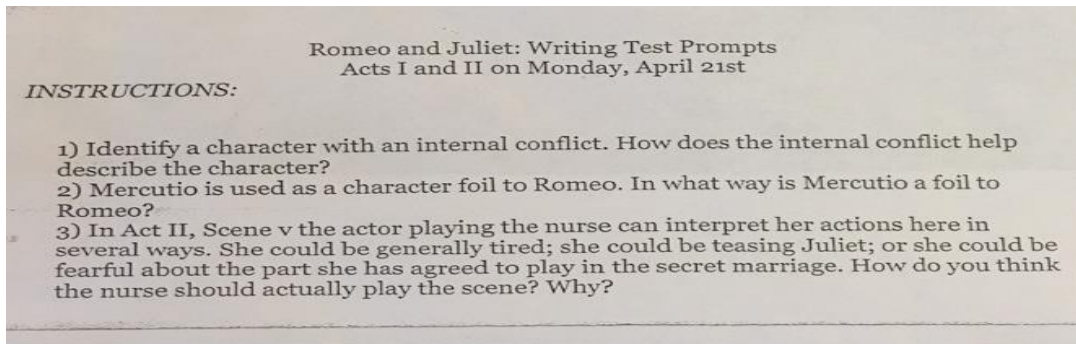 Romeo and Juliet: Writing Test Prompts
Acts I and II on Monday, April 21st
INSTRUCTIONS:
1) Identify a character with an internal conflict. How does the internal conflict help
describe the character?
2) Mercutio is used as a character foil to Romeo. In what way is Mercutio a foil to
Romeo?
3) In Act II, Scene v the actor playing the nurse can interpret her actions here in
several ways. She could be generally tired; she could be teasing Juliet; or she could be
fearful about the part she has agreed to play in the secret marriage. How do you think
the nurse should actually play the scene? Why?